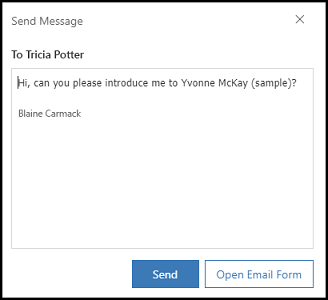 Send Message
To Tricia Potter
Hi, can you please introduce me to Yvonne McKay (sample)?
Blaine Carmack
Send
Open Email Form